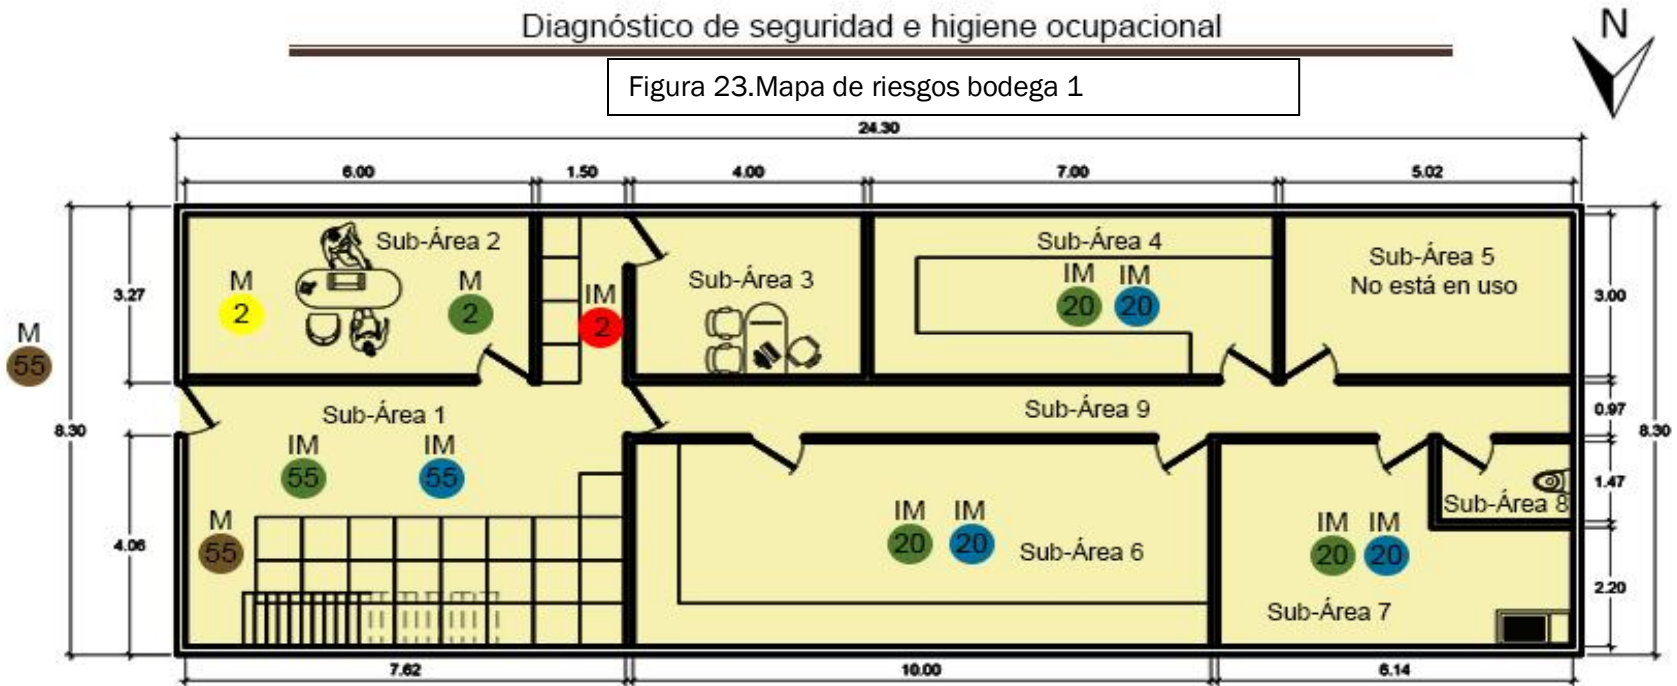 Diagnóstico de seguridad e higiene ocupacional
N
Figura 23.Mapa de riesgos bodega 1
24.30
6.00 1.50 4.00 7.00 5.02
Sub-Área 2
Sub-Área 4
Sub-Área 5
No está en uso
Sub-Área 3
M
2
M
2
IM
2
IM
20
IM
20
3.27
3.00
M
55
Sub-Área 1
Sub-Área 9
0.97
8.30
8.30
IM
55
IM
55
M
55
4.06
IM
20
IM
20
Sub-Área 6
IM
20
IM
20
Sub-Área 7
Sub-Área 8
1.47
2.20
7.62 10.00 6.14